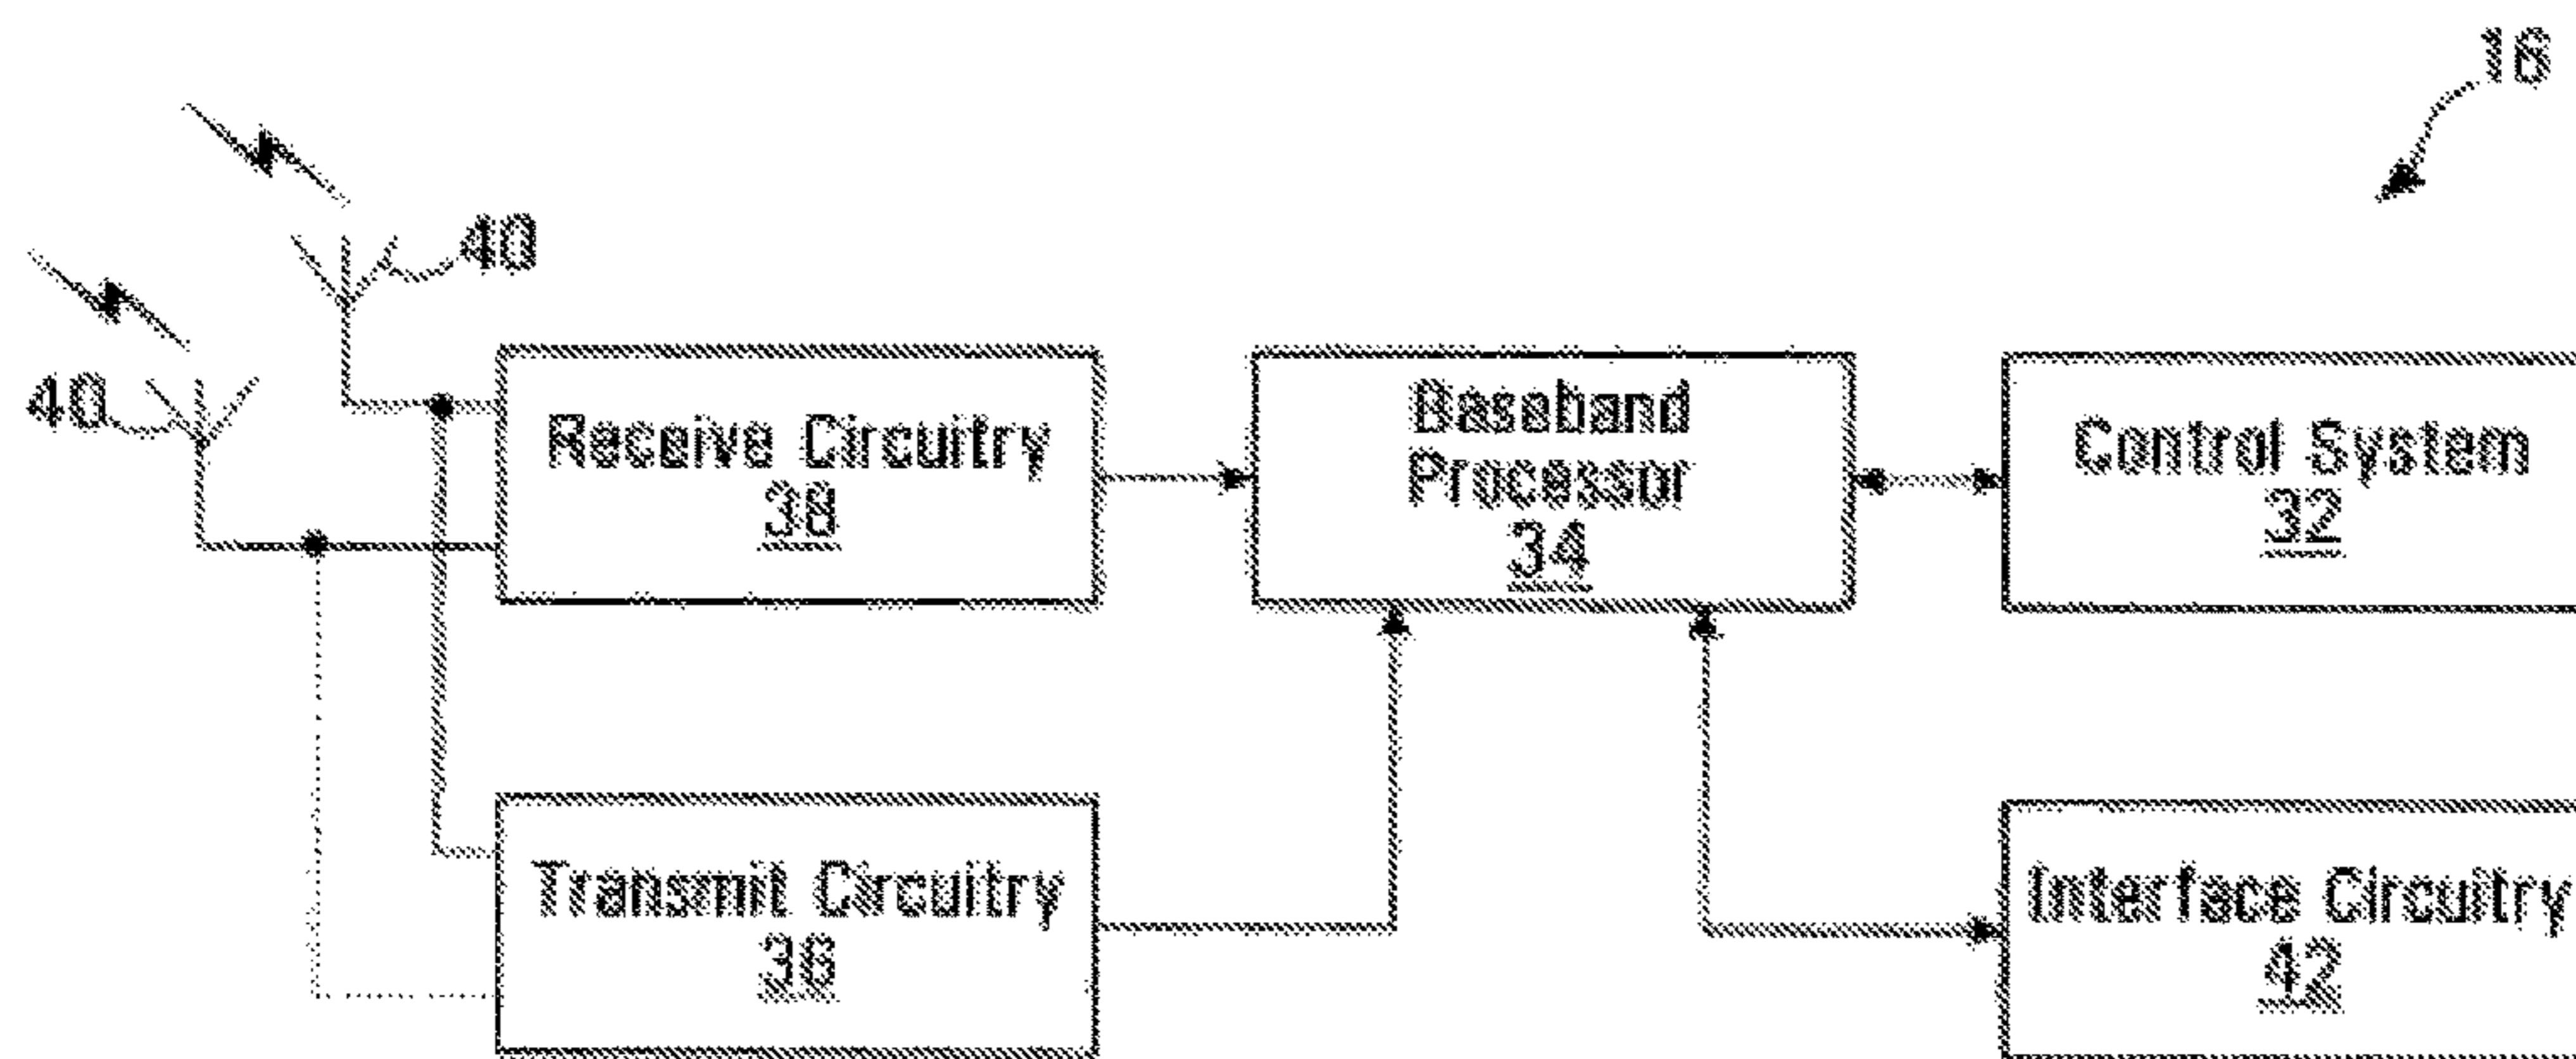 16
40
40
Receive Circuitry
38
Baseband
Processor
34
Control System
32
Transmit Circuitry
36
Interface Circuitry
42